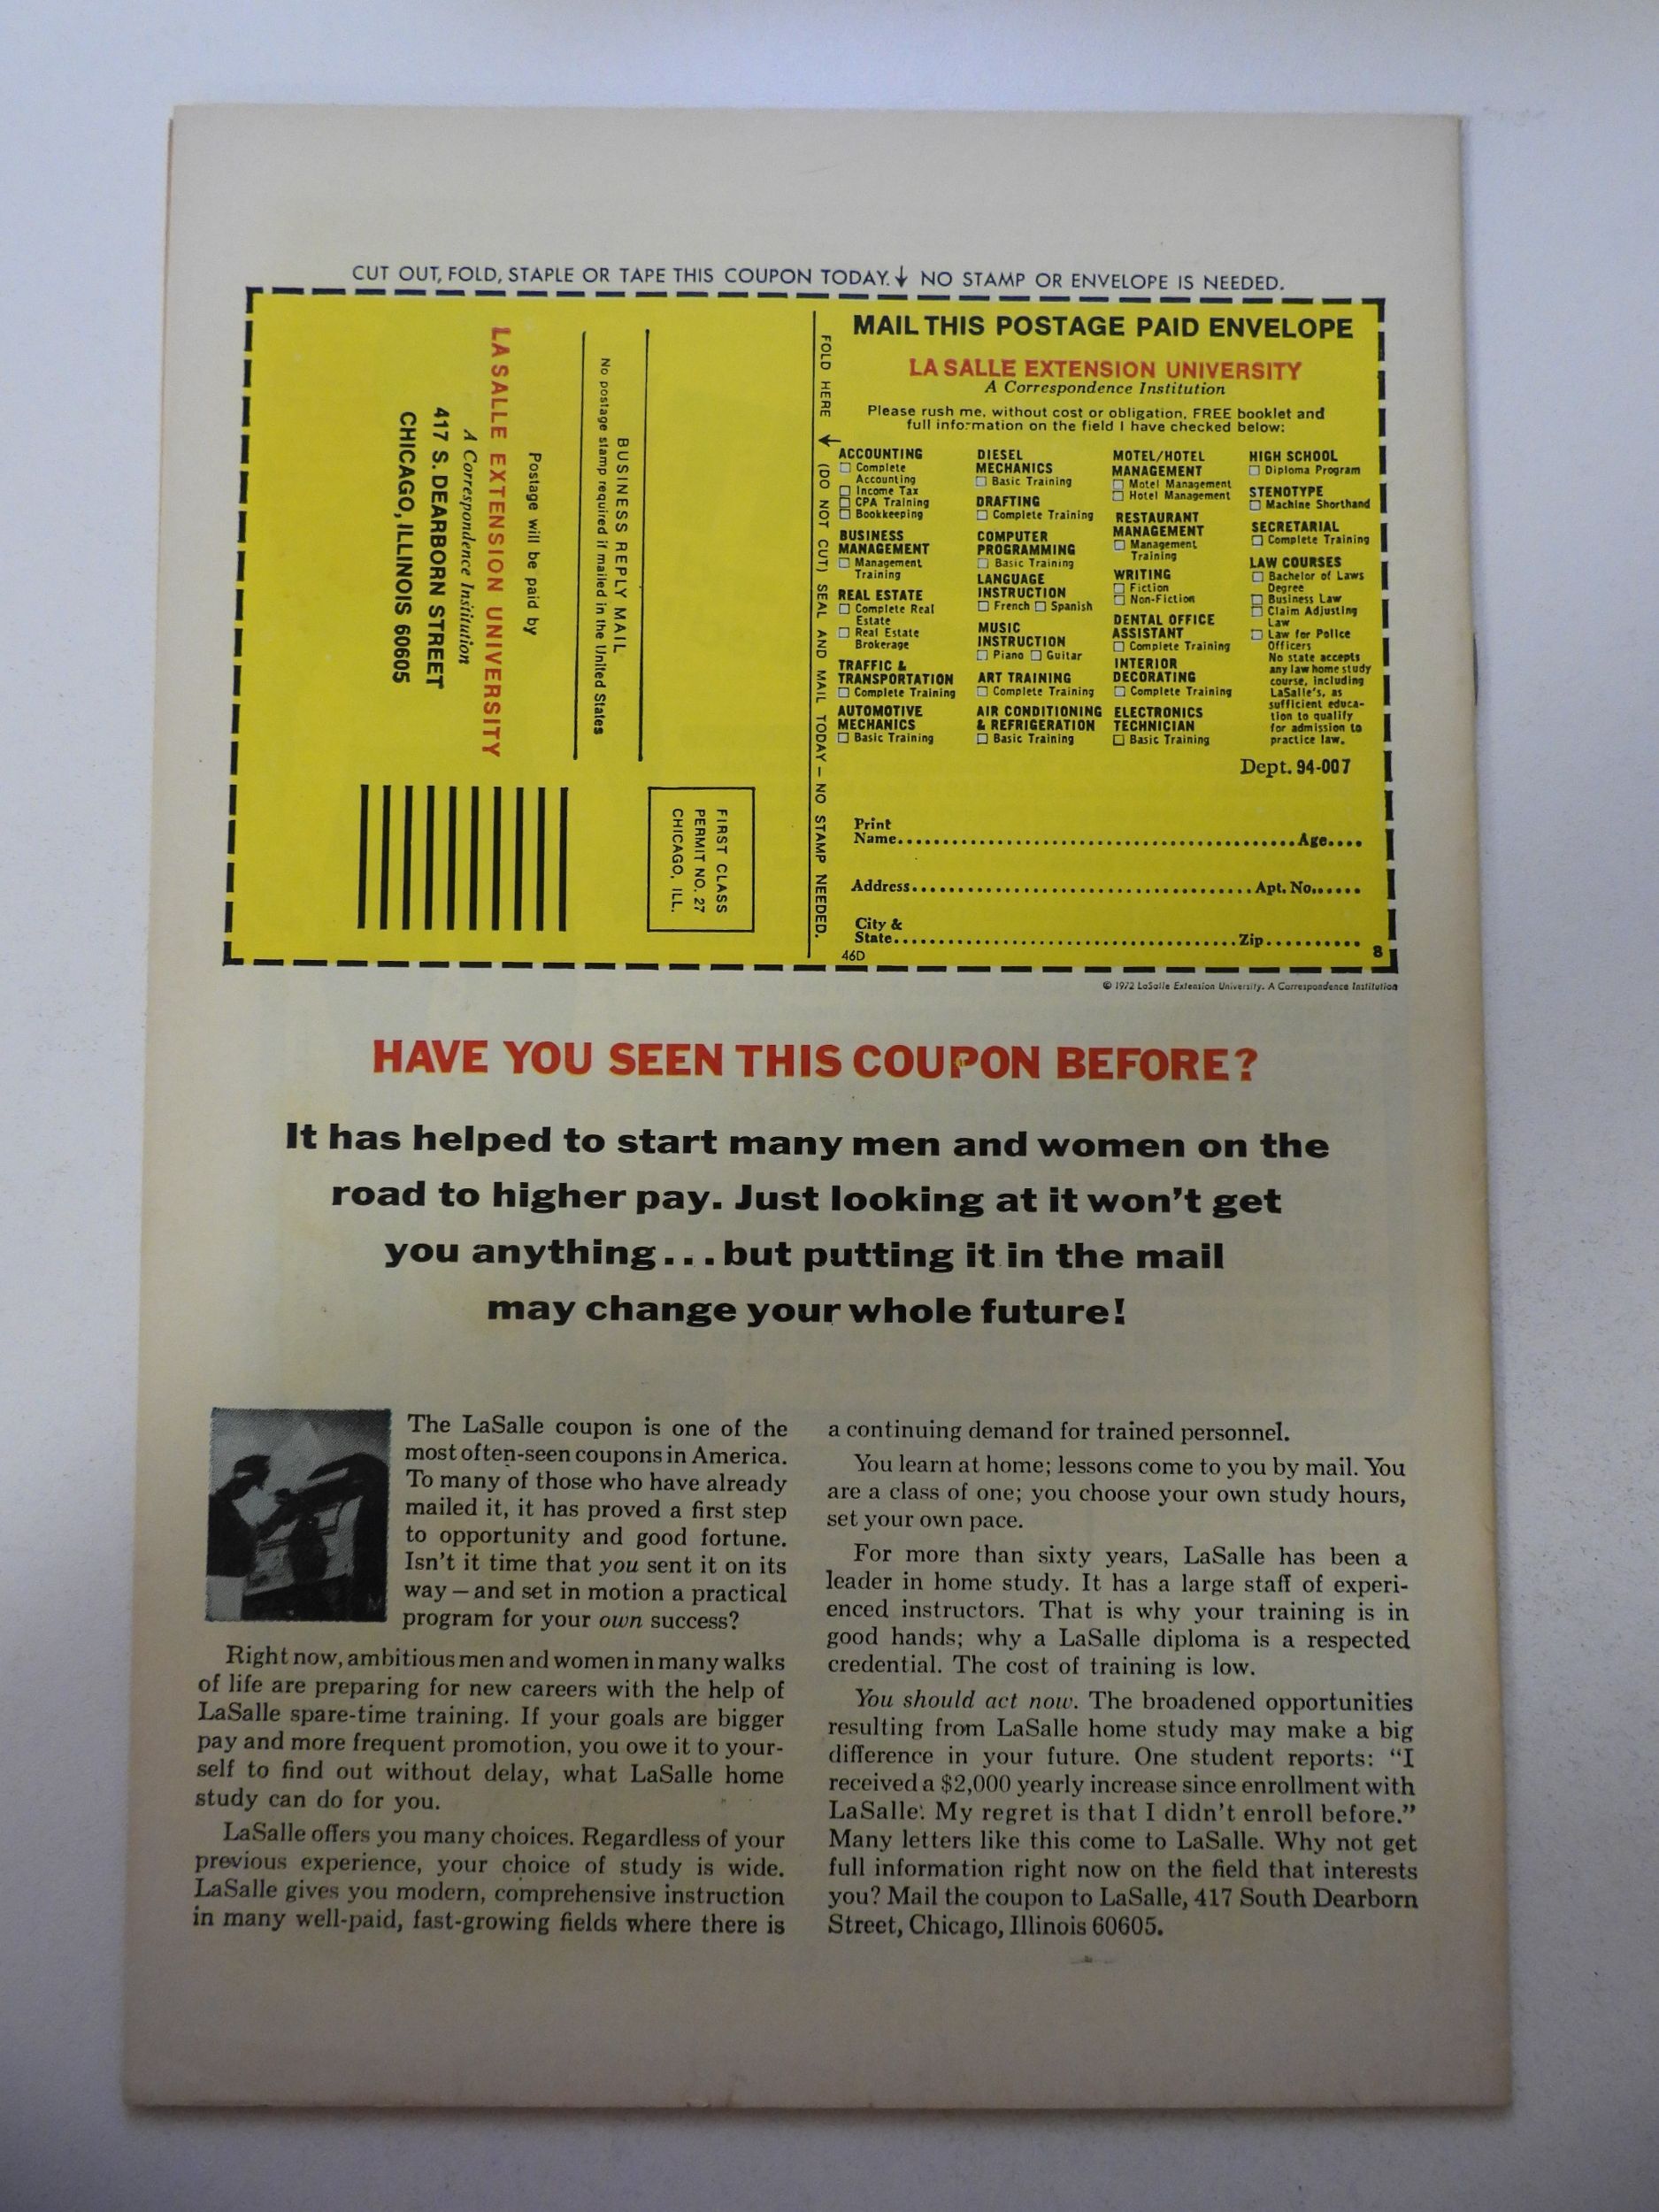 CUT OUT, FOLD, STAPLE OR TAPE THIS COUPON TODAY.↓ NO STAMP OR ENVELOPE IS NEEDED.
LA SALLE EXTENSION UNIVERSITY
A Correspondence Institution
417 S. DEARBORN STREET
CHICAGO, ILLINOIS 60605
Postage will be paid by
No postage stamp required if mailed in the United States
BUSINESS REPLY MAIL
FIRST CLASS
PERMIT NO. 27
CHICAGO, ILL.
FOLD HERE ↓ (DO NOT CUT) SEAL AND MAIL TODAY – NO STAMP NEEDED.
MAIL THIS POSTAGE PAID ENVELOPE
LA SALLE EXTENSION UNIVERSITY
A Correspondence Institution
Please rush me, without cost or obligation, FREE booklet and
full information on the field I have checked below:
ACCOUNTING
☐ Complete
Accounting
☐ Income Tax
☐ CPA Training
☐ Bookkeeping
BUSINESS
MANAGEMENT
☐ Management
Training
REAL ESTATE
☐ Complete Real
Estate
☐ Real Estate
Brokerage
TRAFFIC &
TRANSPORTATION
☐ Complete Training
AUTOMOTIVE
MECHANICS
☐ Basic Training
DIESEL
MECHANICS
☐ Basic Training
DRAFTING
☐ Complete Training
COMPUTER
PROGRAMMING
☐ Basic Training
LANGUAGE
INSTRUCTION
☐ French ☐ Spanish
MUSIC
INSTRUCTION
☐ Piano ☐ Guitar
ART TRAINING
☐ Complete Training
AIR CONDITIONING
& REFRIGERATION
☐ Basic Training
MOTEL/HOTEL
MANAGEMENT
☐ Motel Management
☐ Hotel Management
RESTAURANT
MANAGEMENT
☐ Management
Training
WRITING
☐ Fiction
☐ Non-Fiction
DENTAL OFFICE
ASSISTANT
☐ Complete Training
INTERIOR
DECORATING
☐ Complete Training
ELECTRONICS
TECHNICIAN
☐ Basic Training
HIGH SCHOOL
☐ Diploma Program
STENOTYPE
☐ Machine Shorthand
SECRETARIAL
☐ Complete Training
LAW COURSES
☐ Bachelor of Laws
Degree
☐ Business Law
☐ Claim Adjusting
Law
☐ Law for Police
Officers
No state accepts
any law home study
course, including
LaSalle's, as
sufficient educa-
tion to qualify
for admission to
practice law.
Dept. 94-007
Print
Name............................................Age....
Address......................................Apt. No......
City &
State......................................Zip..........
46D 8
© 1972 LaSalle Extension University. A Correspondence Institution
HAVE YOU SEEN THIS COUPON BEFORE?
It has helped to start many men and women on the
road to higher pay. Just looking at it won't get
you anything...but putting it in the mail
may change your whole future!
The LaSalle coupon is one of the
most often-seen coupons in America.
To many of those who have already
mailed it, it has proved a first step
to opportunity and good fortune.
Isn't it time that you sent it on its
way — and set in motion a practical
program for your own success?
Right now, ambitious men and women in many walks
of life are preparing for new careers with the help of
LaSalle spare-time training. If your goals are bigger
pay and more frequent promotion, you owe it to your-
self to find out without delay, what LaSalle home
study can do for you.
LaSalle offers you many choices. Regardless of your
previous experience, your choice of study is wide.
LaSalle gives you modern, comprehensive instruction
in many well-paid, fast-growing fields where there is
a continuing demand for trained personnel.
You learn at home; lessons come to you by mail. You
are a class of one; you choose your own study hours,
set your own pace.
For more than sixty years, LaSalle has been a
leader in home study. It has a large staff of experi-
enced instructors. That is why your training is in
good hands; why a LaSalle diploma is a respected
credential. The cost of training is low.
You should act now. The broadened opportunities
resulting from LaSalle home study may make a big
difference in your future. One student reports: "I
received a $2,000 yearly increase since enrollment with
LaSalle. My regret is that I didn't enroll before."
Many letters like this come to LaSalle. Why not get
full information right now on the field that interests
you? Mail the coupon to LaSalle, 417 South Dearborn
Street, Chicago, Illinois 60605.